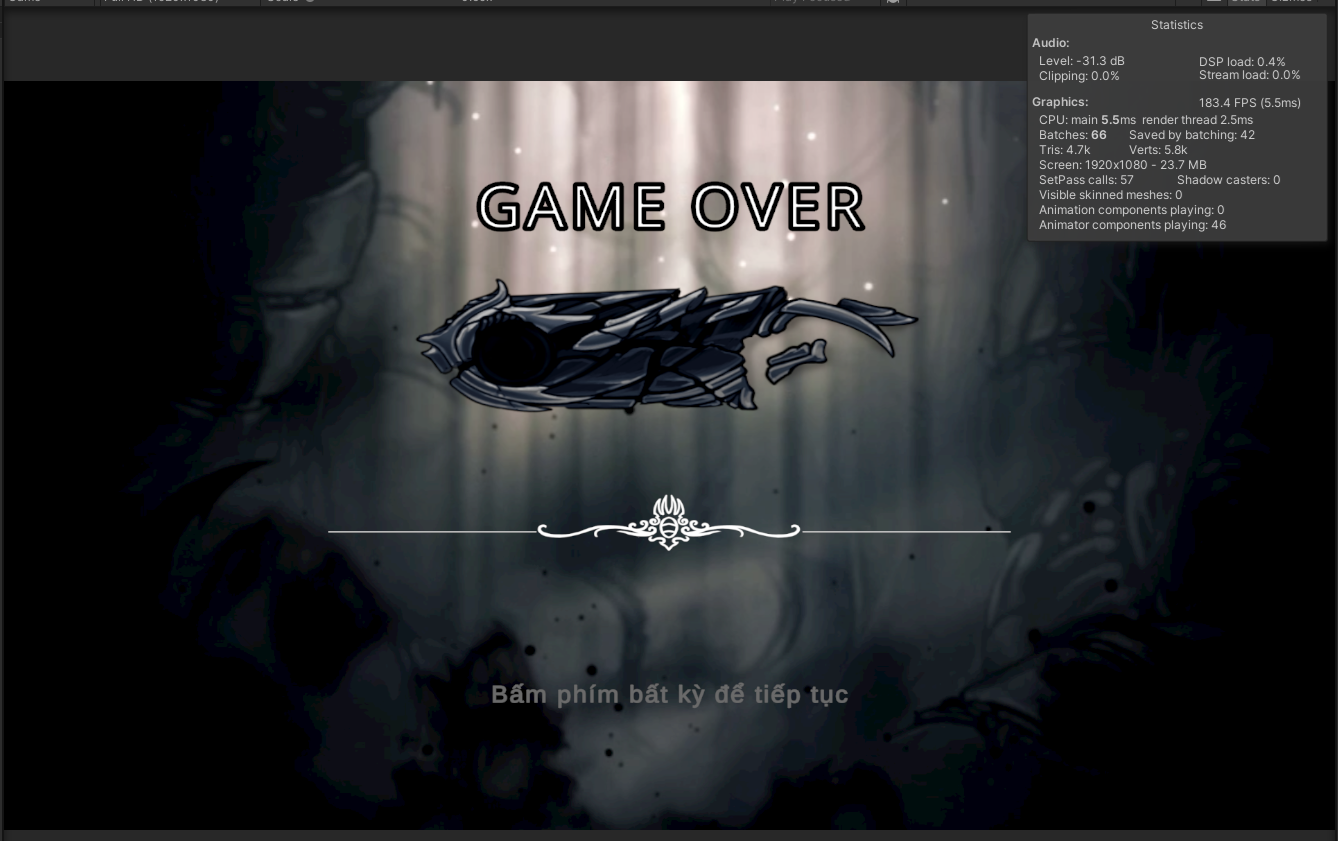 Statistics
Audio:
Level: -31.3 dB DSP load: 0.4%
Clipping: 0.0% Stream load: 0.0%
Graphics: 183.4 FPS (5.5ms)
CPU: main 5.5ms render thread 2.5ms
Batches: 66 Saved by batching: 42
Tris: 4.7k Verts: 5.8k
Screen: 1920x1080 - 23.7 MB
SetPass calls: 57 Shadow casters: 0
Visible skinned meshes: 0
Animation components playing: 0
Animator components playing: 46
GAME OVER
Bấm phím bất kỳ để tiếp tục